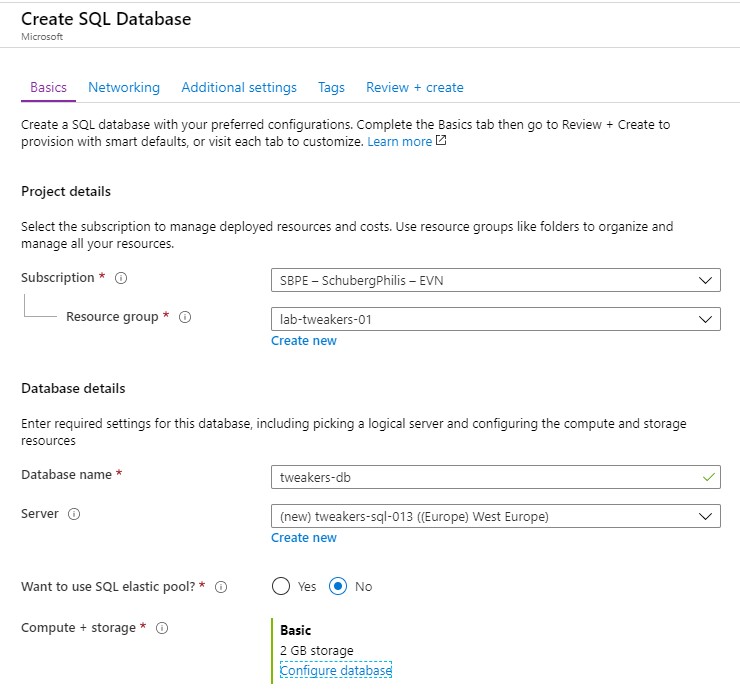 Create SQL Database
Microsoft
Basics Networking Additional settings Tags Review + create
Create a SQL database with your preferred configurations. Complete the Basics tab then go to Review + Create to
provision with smart defaults, or visit each tab to customize. Learn more
Project details
Select the subscription to manage deployed resources and costs. Use resource groups like folders to organize and
manage all your resources.
Subscription * SBPE – SchubergPhilis – EVN
Resource group * lab-tweakers-01
Create new
Database details
Enter required settings for this database, including picking a logical server and configuring the compute and storage
resources
Database name * tweakers-db
Server (new) tweakers-sql-013 ((Europe) West Europe)
Create new
Want to use SQL elastic pool? * Yes No
Compute + storage * Basic
2 GB storage
Configure database